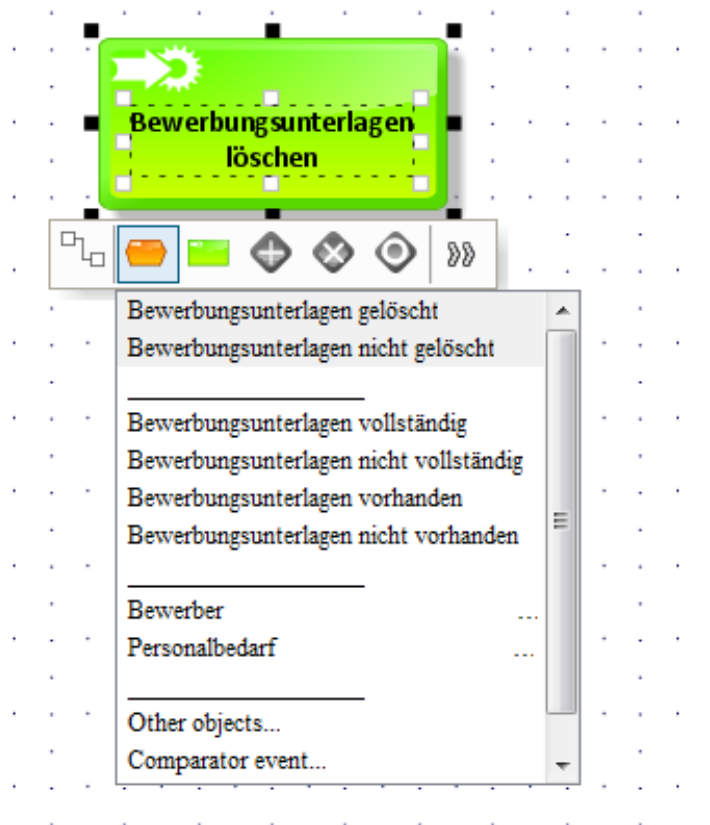 Bewerbungsunterlagen
löschen
Bewerbungsunterlagen gelöscht
Bewerbungsunterlagen nicht gelöscht
Bewerbungsunterlagen vollständig
Bewerbungsunterlagen nicht vollständig
Bewerbungsunterlagen vorhanden
Bewerbungsunterlagen nicht vorhanden
Bewerber ...
Personalbedarf ...
Other objects...
Comparator event...